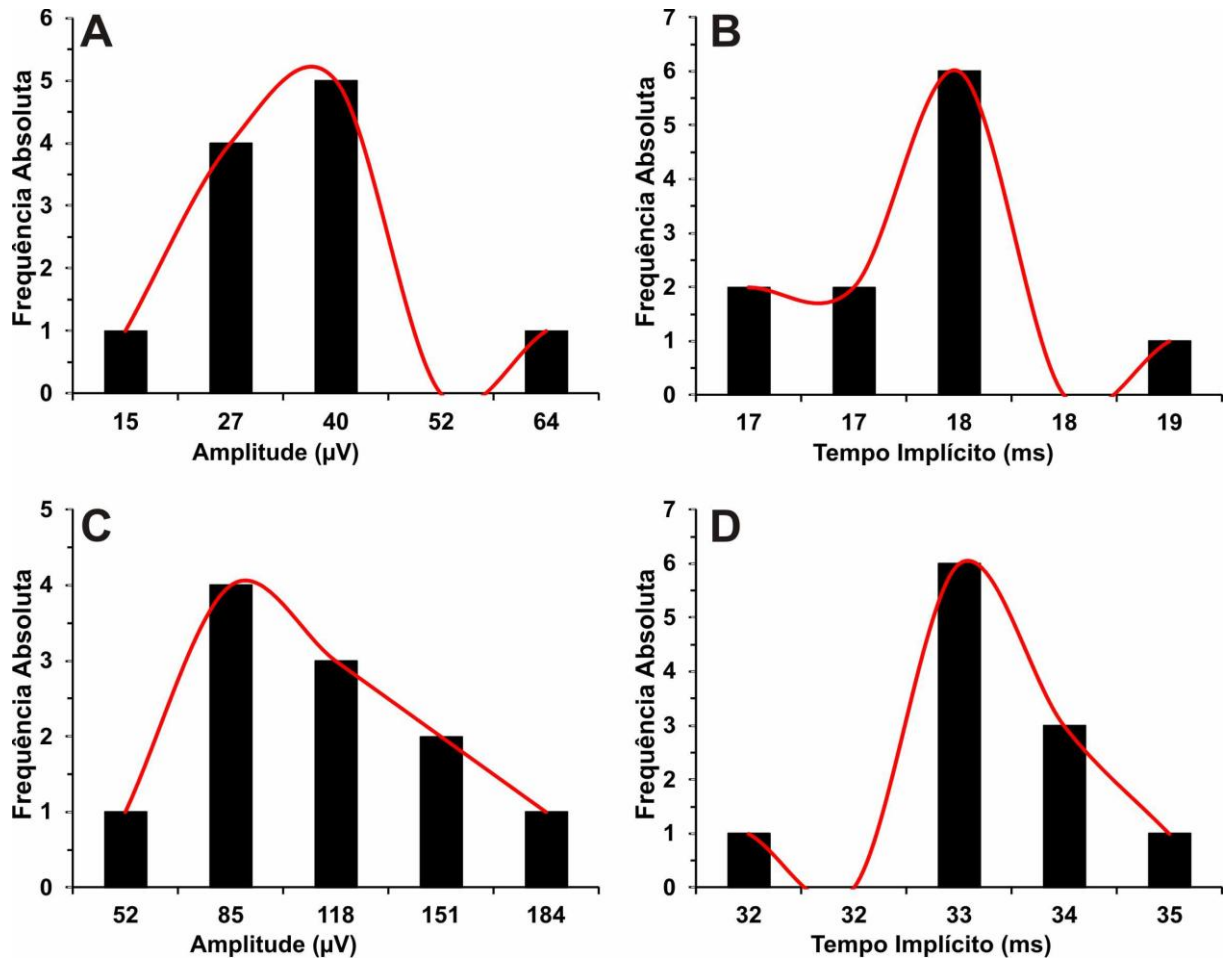 A
Frequência Absoluta
6
5
4
3
2
1
0
15 27 40 52 64
Amplitude (µV)
B
Frequência Absoluta
7
6
5
4
3
2
1
0
17 17 18 18 19
Tempo Implícito (ms)
C
Frequência Absoluta
5
4
3
2
1
0
52 85 118 151 184
Amplitude (µV)
D
Frequência Absoluta
7
6
5
4
3
2
1
0
32 32 33 34 35
Tempo Implícito (ms)